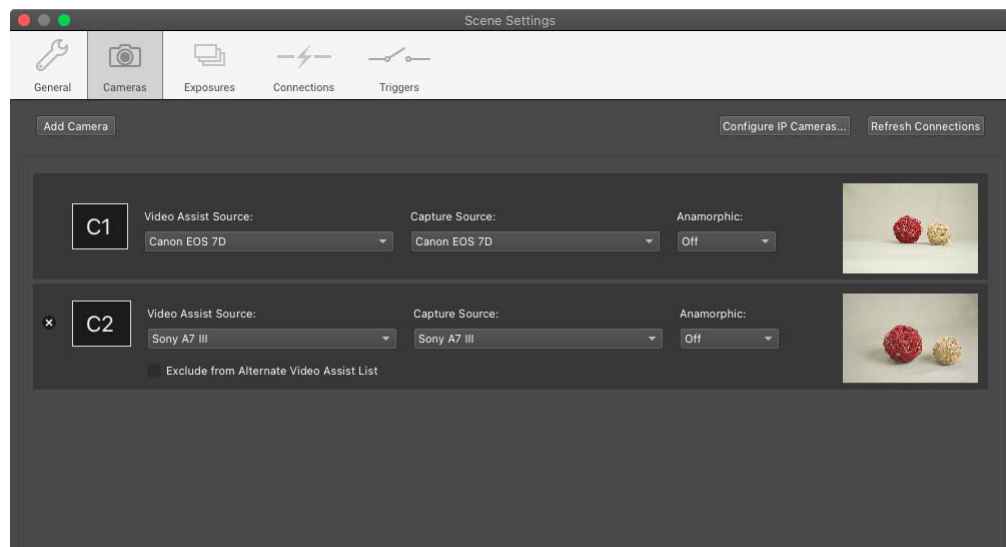 Scene Settings
General Cameras Exposures Connections Triggers
Add Camera Configure IP Cameras... Refresh Connections
Video Assist Source: Capture Source: Anamorphic:
C1 Canon EOS 7D Canon EOS 7D Off
Video Assist Source: Capture Source: Anamorphic:
C2 Sony A7 III Sony A7 III Off
Exclude from Alternate Video Assist List